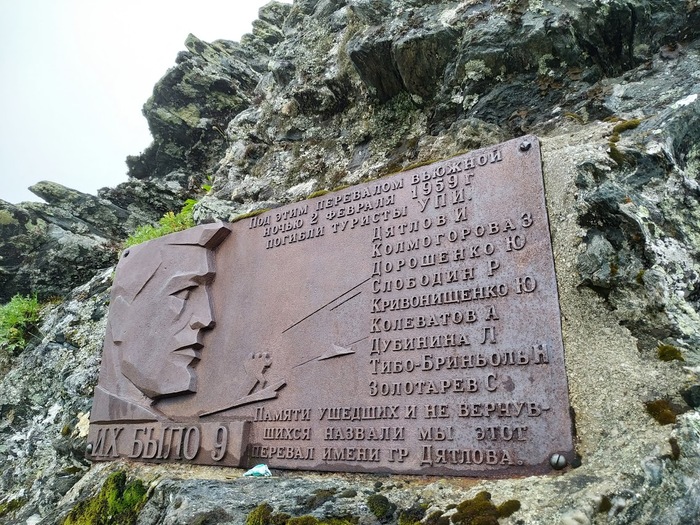 Под этим перевалом вьюжной
ночью 2 февраля 1959 г
погибли туристы УПИ.
Дятлов И
Колмогорова З
Дорошенко Ю
Слободин Р
Кривонищенко Ю
Колеватов А
Дубинина Л
Тибо-Бриньоль Н
Золотарев С
Памяти ушедших и не вернув-
шихся назвали мы этот
перевал имени гр Дятлова.
ИХ БЫЛО 9